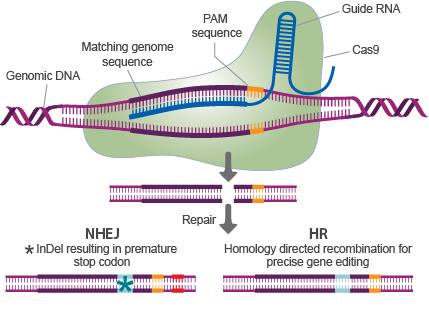 Guide RNA
PAM
sequence
Cas9
Matching genome
sequence
Genomic DNA
Repair
NHEJ
* InDel resulting in premature
stop codon
*
HR
Homology directed recombination for
precise gene editing